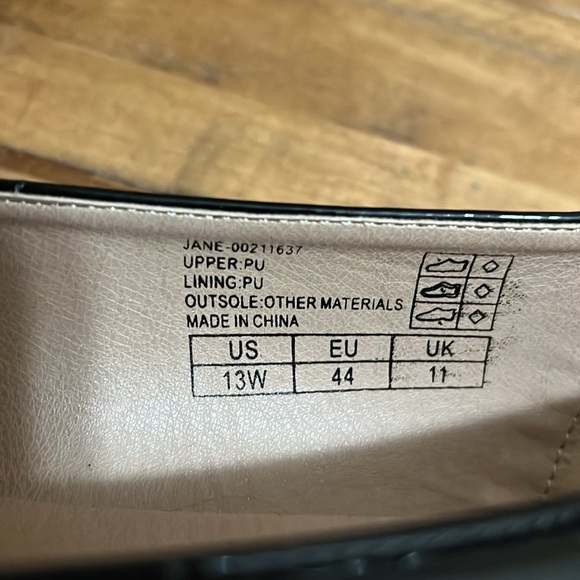 JANE-00211637
UPPER:PU
LINING:PU
OUTSOLE:OTHER MATERIALS
MADE IN CHINA
US EU UK
13W 44 11